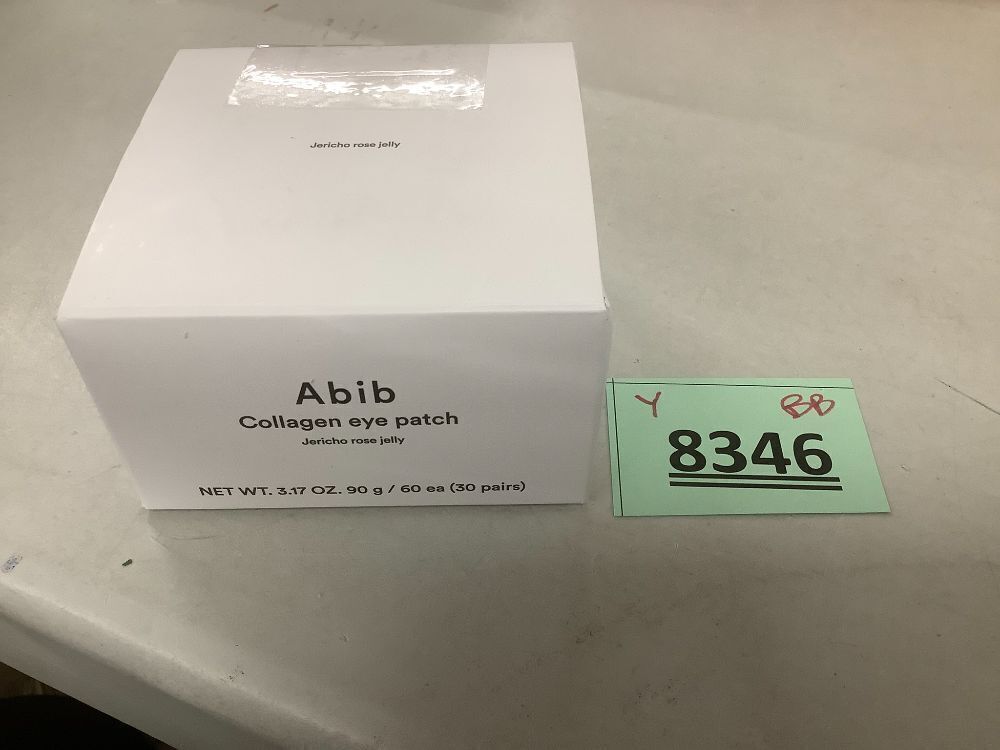 Jericho rose jelly
Abib
Collagen eye patch
Jericho rose jelly
NET WT. 3.17 OZ. 90 g / 60 ea (30 pairs)
Y BB
8346